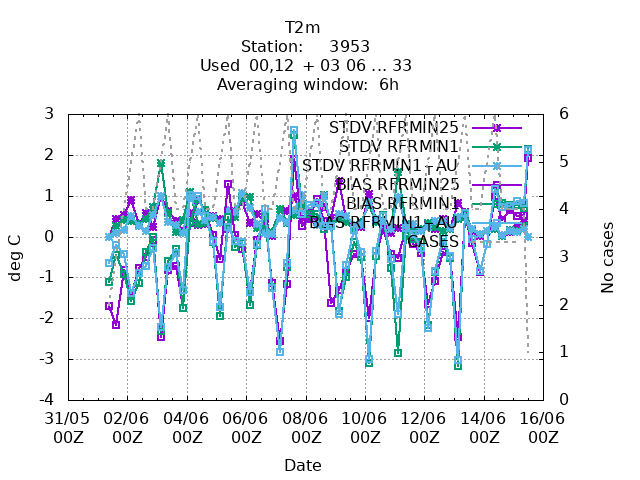 T2m
Station: 3953
Used 00,12 + 03 06 ... 33
Averaging window: 6h
3 6
STDV RFRMIN25
STDV RFRMIN1
2 5
STDV RFRMIN1_AU
BIAS RFRMIN25
1 4
BIAS RFRMIN1
BIAS RFRMIN1_AU
0
CASES
deg C
No cases
3
-1
2
-2
-3 1
-4 0
31/05 02/06 04/06 06/06 08/06 10/06 12/06 14/06 16/06
00Z 00Z 00Z 00Z 00Z 00Z 00Z 00Z 00Z
Date